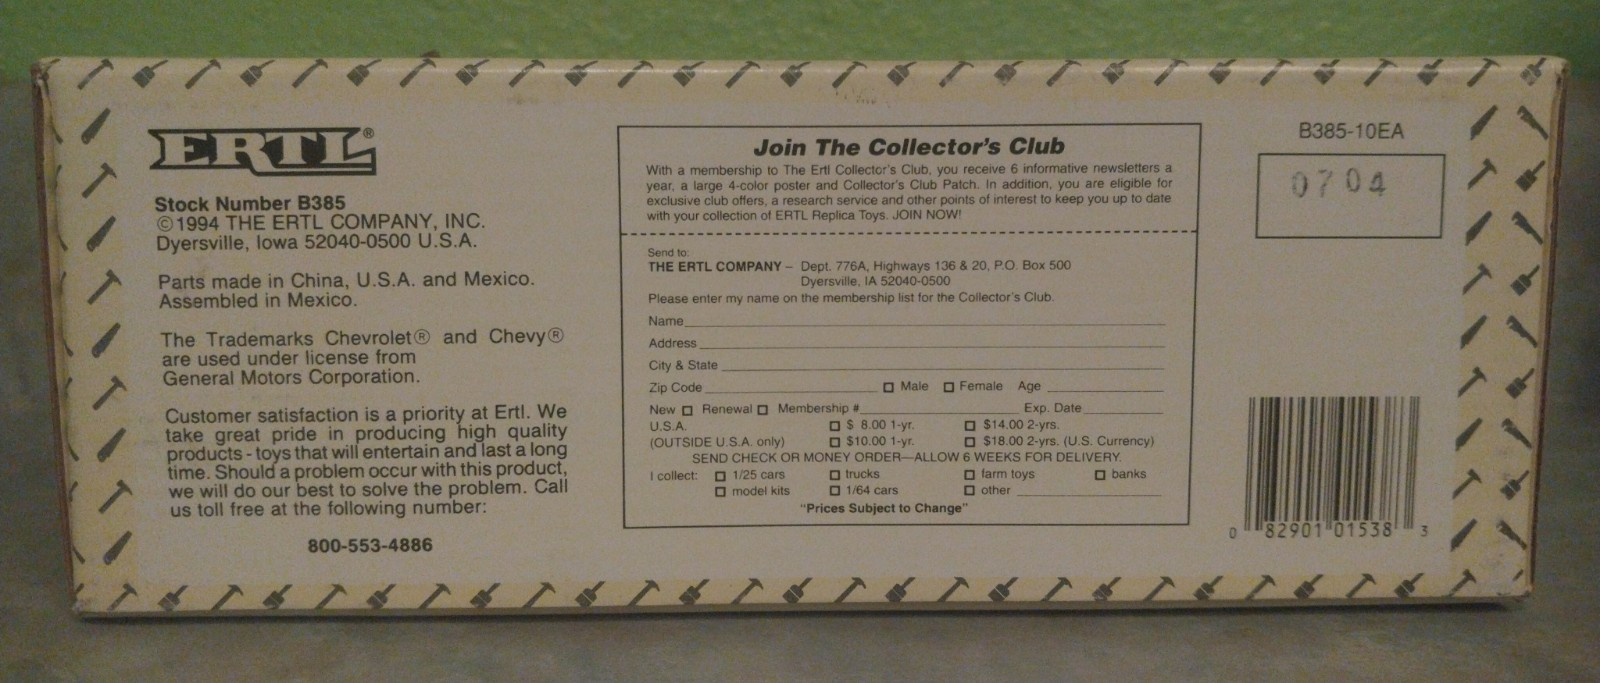 ERTL®
Stock Number B385
©1994 THE ERTL COMPANY, INC.
Dyersville, Iowa 52040-0500 U.S.A.
Parts made in China, U.S.A. and Mexico.
Assembled in Mexico.
The Trademarks Chevrolet® and Chevy®
are used under license from
General Motors Corporation.
Customer satisfaction is a priority at Ertl. We
take great pride in producing high quality
products - toys that will entertain and last a long
time. Should a problem occur with this product,
we will do our best to solve the problem. Call
us toll free at the following number:
800-553-4886
Join The Collector's Club
With a membership to The Ertl Collector's Club, you receive 6 informative newsletters a
year, a large 4-color poster and Collector's Club Patch. In addition, you are eligible for
exclusive club offers, a research service and other points of interest to keep you up to date
with your collection of ERTL Replica Toys. JOIN NOW!
Send to:
THE ERTL COMPANY – Dept. 776A, Highways 136 & 20, P.O. Box 500
Dyersville, IA 52040-0500
Please enter my name on the membership list for the Collector's Club.
Name
Address
City & State
Zip Code Male Female Age
New Renewal Membership # Exp. Date
U.S.A. $ 8.00 1-yr. $14.00 2-yrs.
(OUTSIDE U.S.A. only) $10.00 1-yr. $18.00 2-yrs. (U.S. Currency)
SEND CHECK OR MONEY ORDER—ALLOW 6 WEEKS FOR DELIVERY.
I collect: 1/25 cars trucks farm toys banks
model kits 1/64 cars other
"Prices Subject to Change"
B385-10EA
0704
0 82901 01538 3